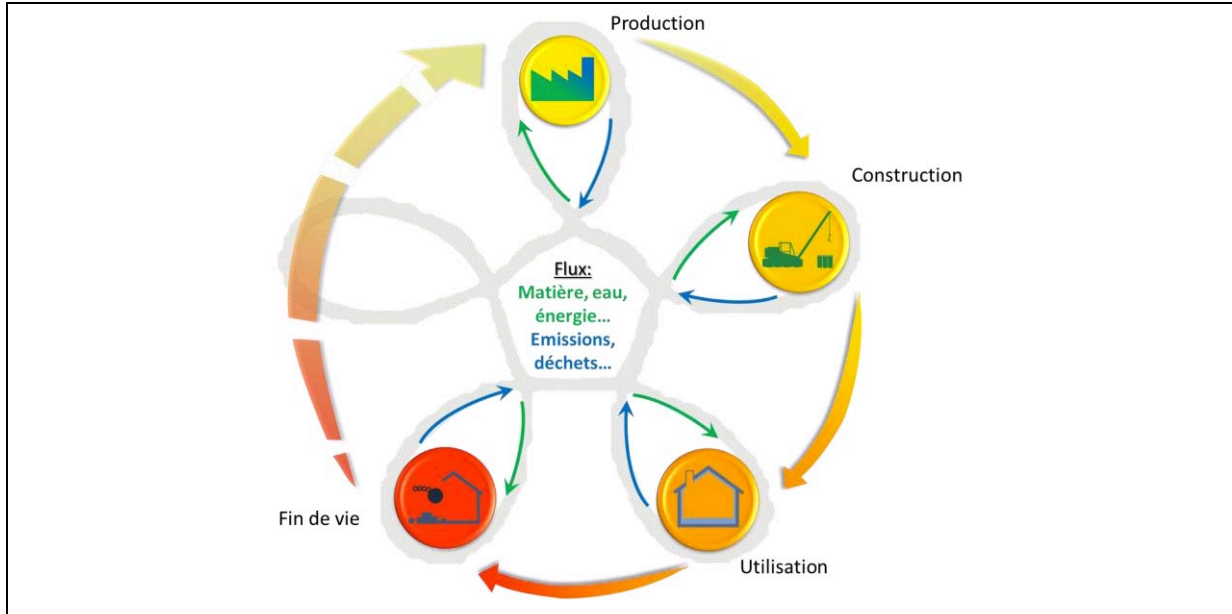 Production
Construction
Flux:
Matière, eau,
énergie...
Emissions,
déchets...
Fin de vie
Utilisation